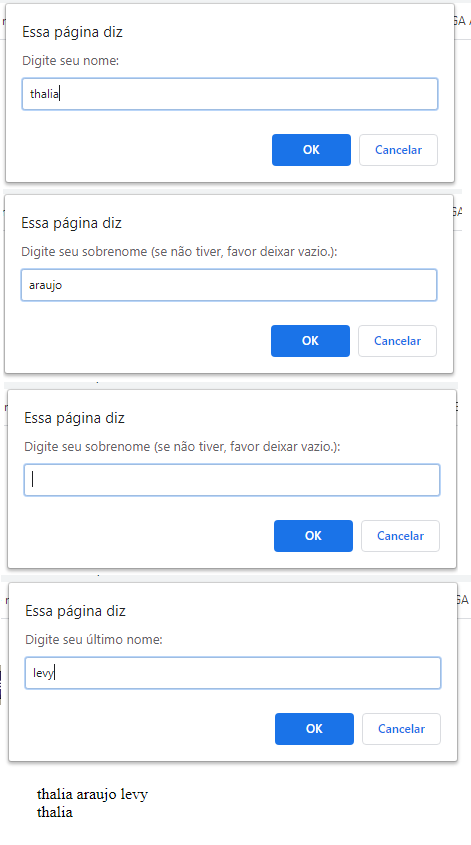 Essa página diz
Digite seu nome:
thalia
OK Cancelar
Essa página diz
Digite seu sobrenome (se não tiver, favor deixar vazio.):
araujo
OK Cancelar
Essa página diz
Digite seu sobrenome (se não tiver, favor deixar vazio.):
OK Cancelar
Essa página diz
Digite seu último nome:
levy
OK Cancelar
thalia araujo levy
thalia